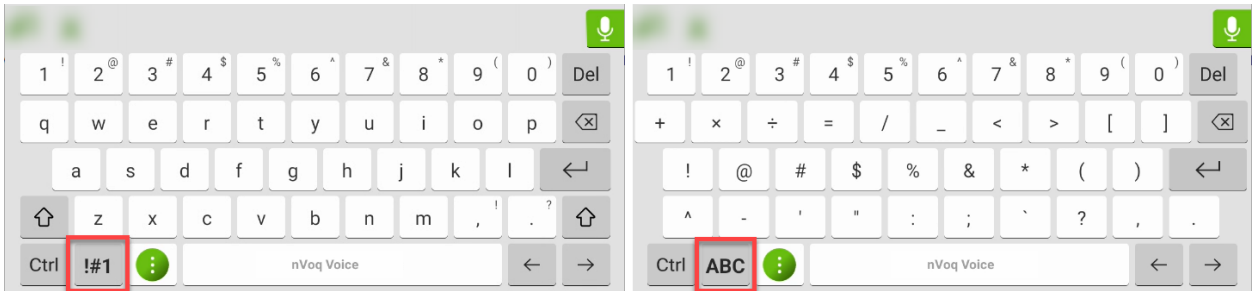 1 ! 2 @ 3 # 4 $ 5 % 6 ^ 7 & 8 * 9 ( 0 ) Del
q w e r t y u i o p
a s d f g h j k l
z x c v b n m , ! . ?
Ctrl !#1 nVoq Voice ← →
1 ! 2 @ 3 # 4 $ 5 % 6 ^ 7 & 8 * 9 ( 0 ) Del
+ × ÷ = / _ < > [ ]
! @ # $ % & * ( )
^ - ' " : ; ` ? , .
Ctrl ABC nVoq Voice ← →